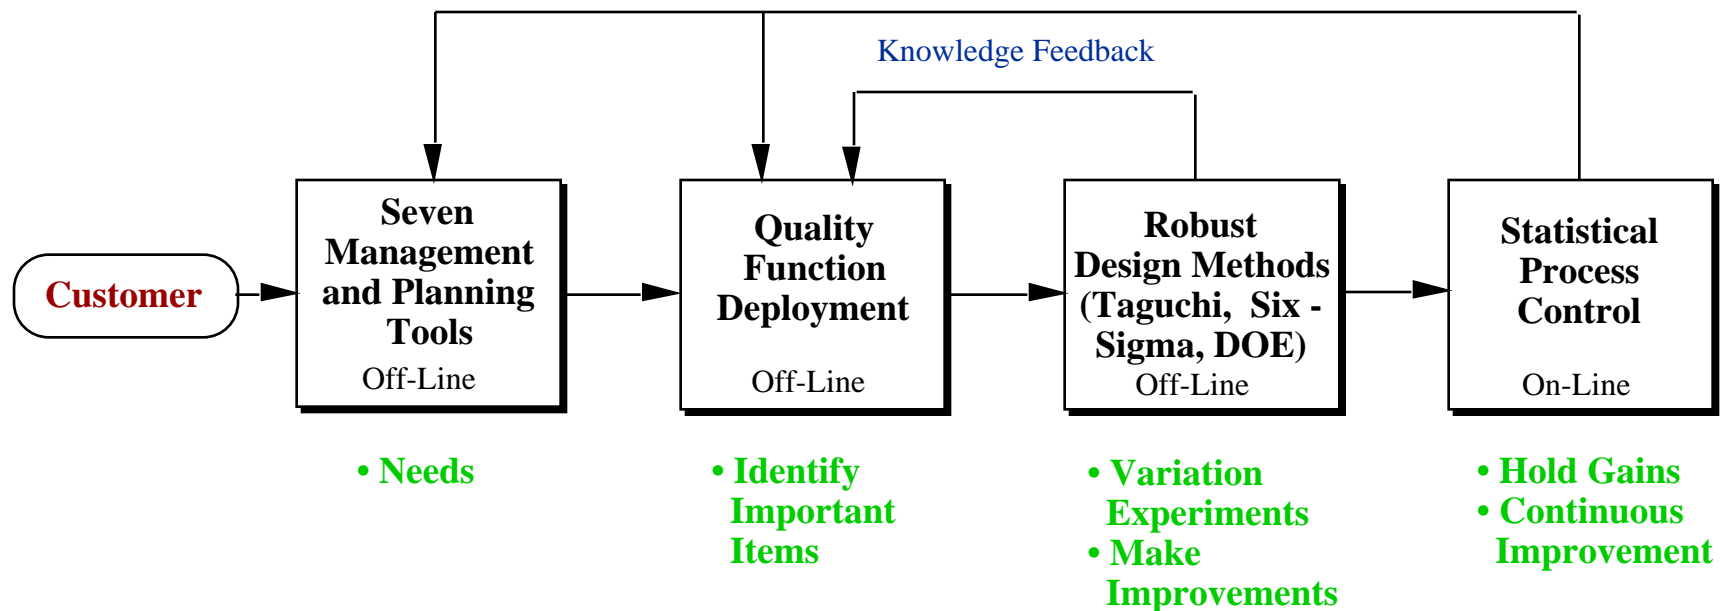 Knowledge Feedback
Customer
Seven
Management
and Planning
Tools
Off-Line
Quality
Function
Deployment
Off-Line
Robust
Design Methods
(Taguchi, Six -
Sigma, DOE)
Off-Line
Statistical
Process
Control
On-Line
• Needs
• Identify
Important
Items
• Variation
Experiments
• Make
Improvements
• Hold Gains
• Continuous
Improvement